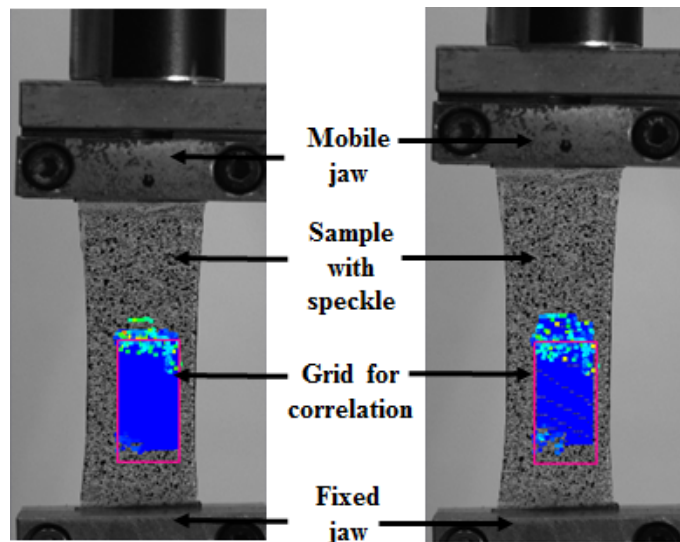 Mobile
jaw
Sample
with
speckle
Grid for
correlation
Fixed
jaw